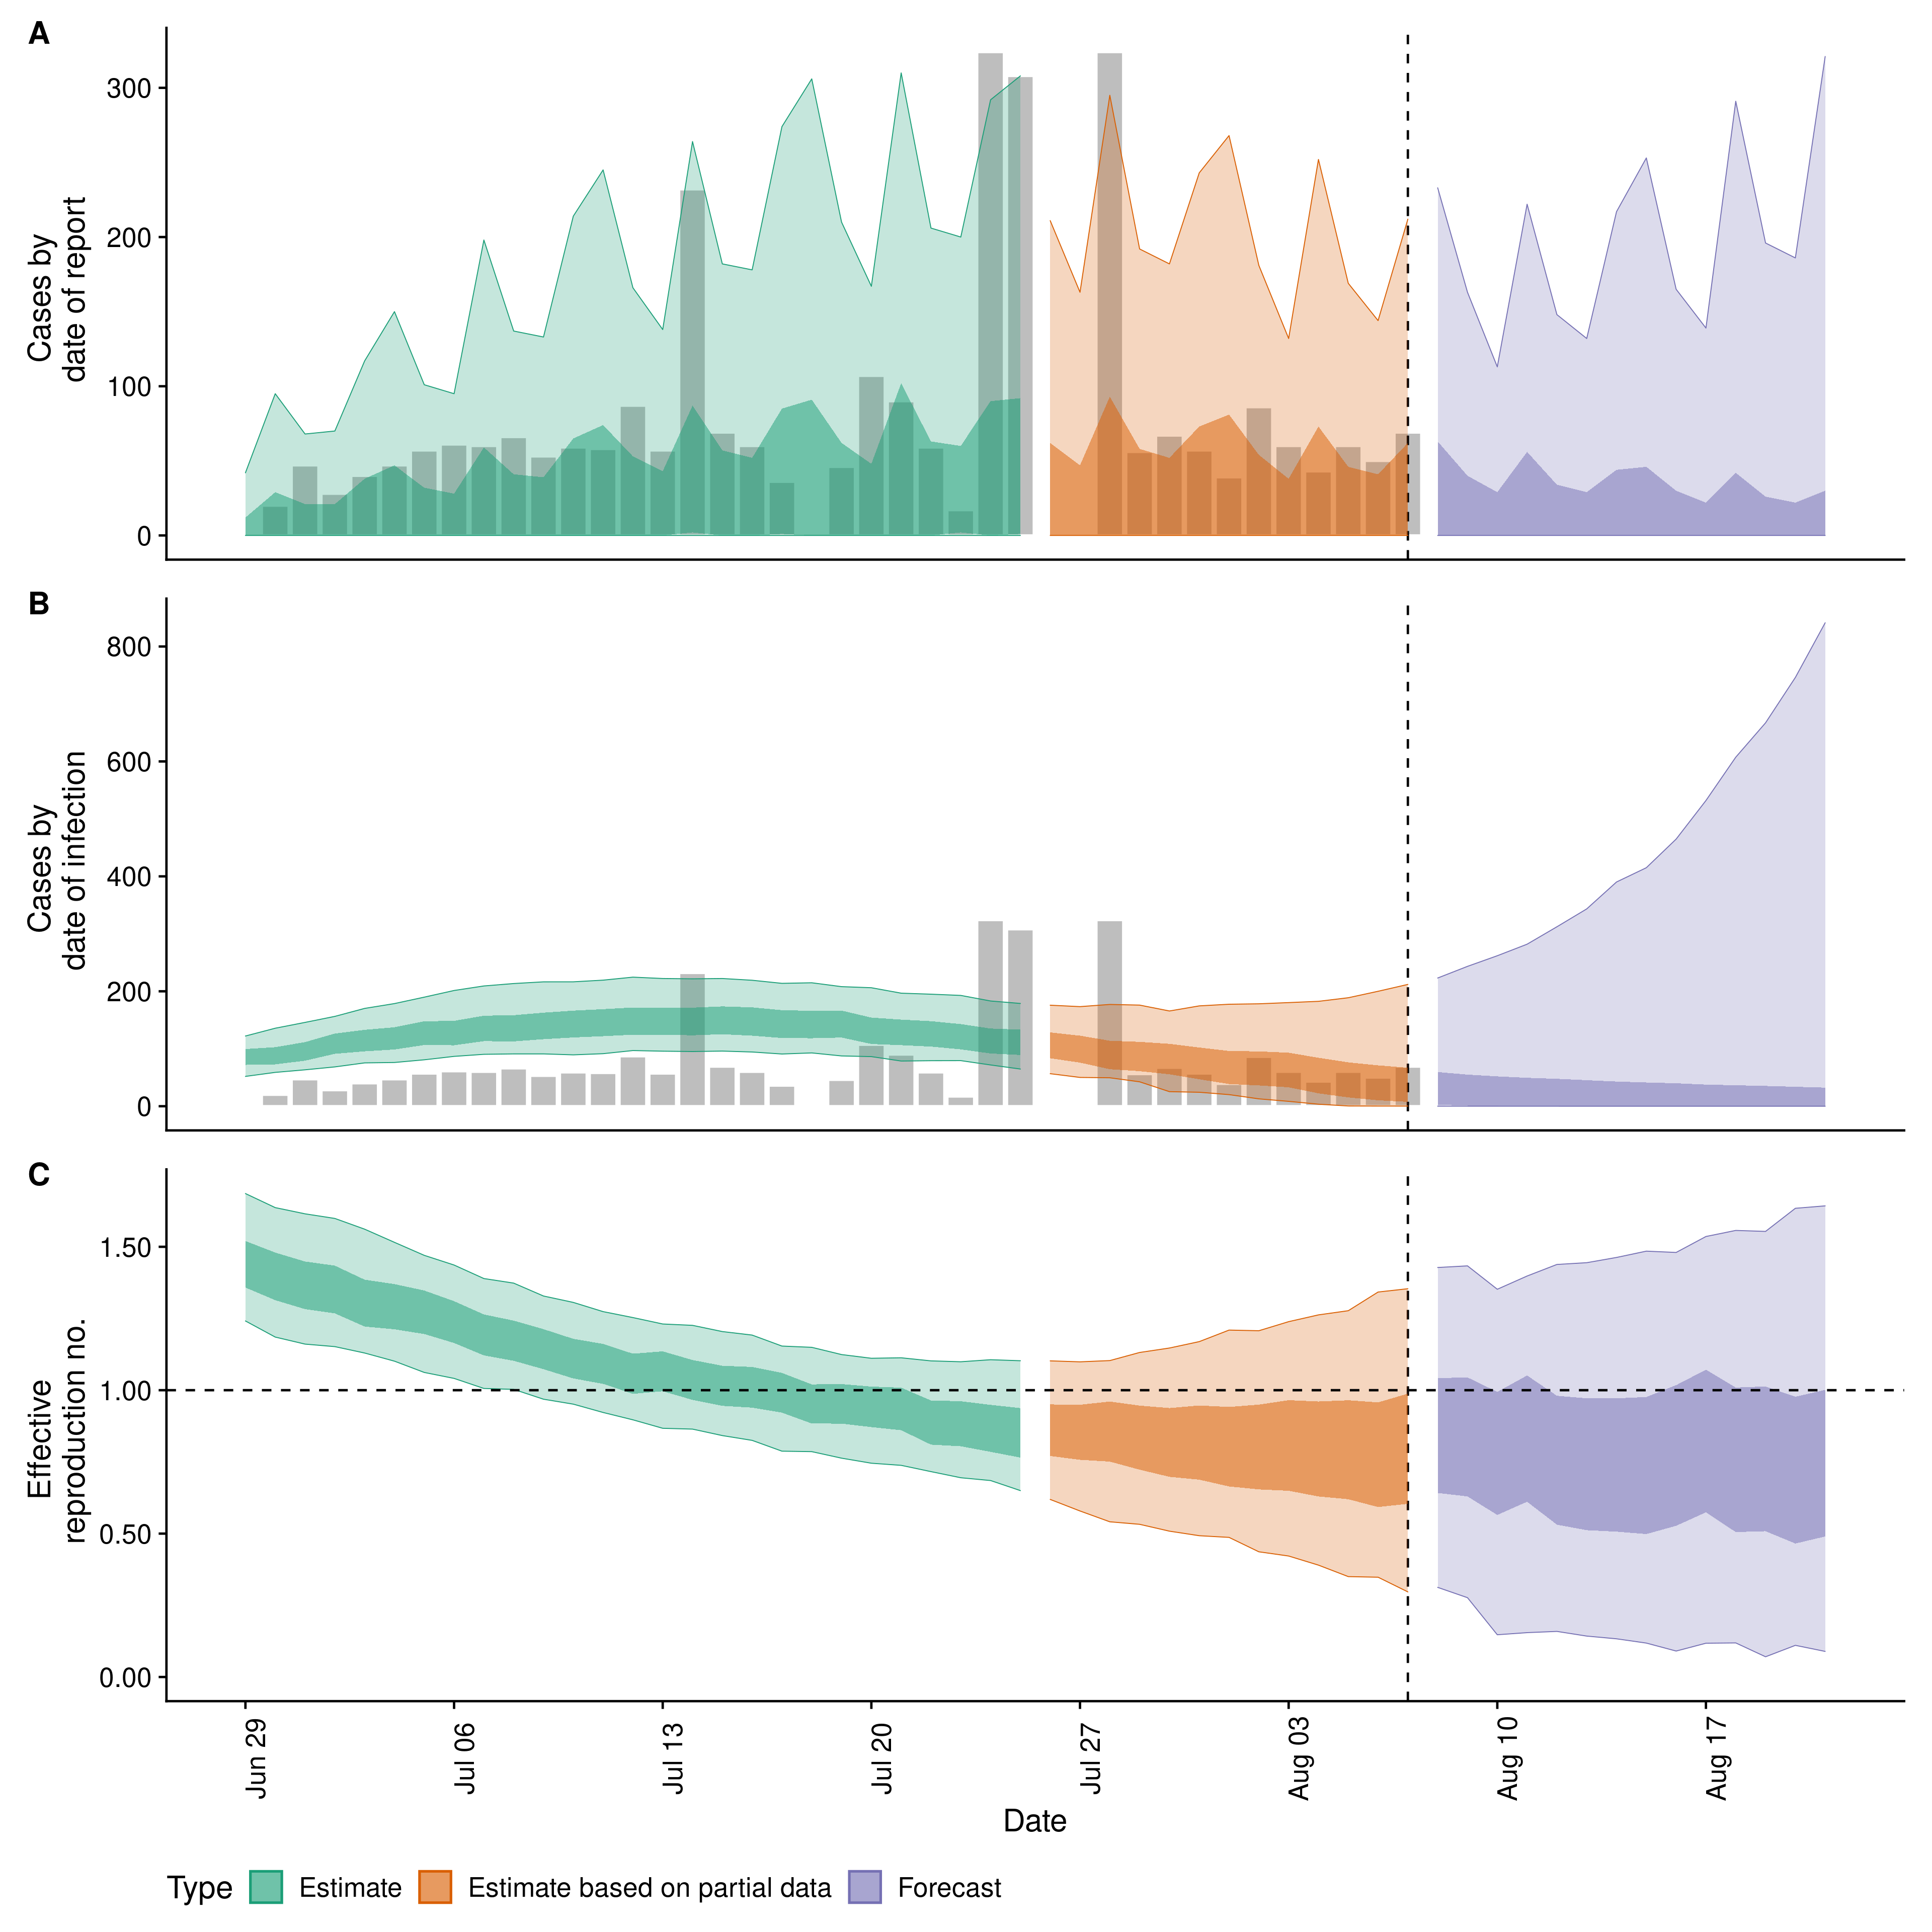 A
300
200
100
0
Cases by
date of report
B
800
600
400
200
0
Cases by
date of infection
C
1.50
1.00
0.50
0.00
Effective
reproduction no.
Jun 29
Jul 06
Jul 13
Jul 20
Jul 27
Aug 03
Aug 10
Aug 17
Date
Type
Estimate
Estimate based on partial data
Forecast